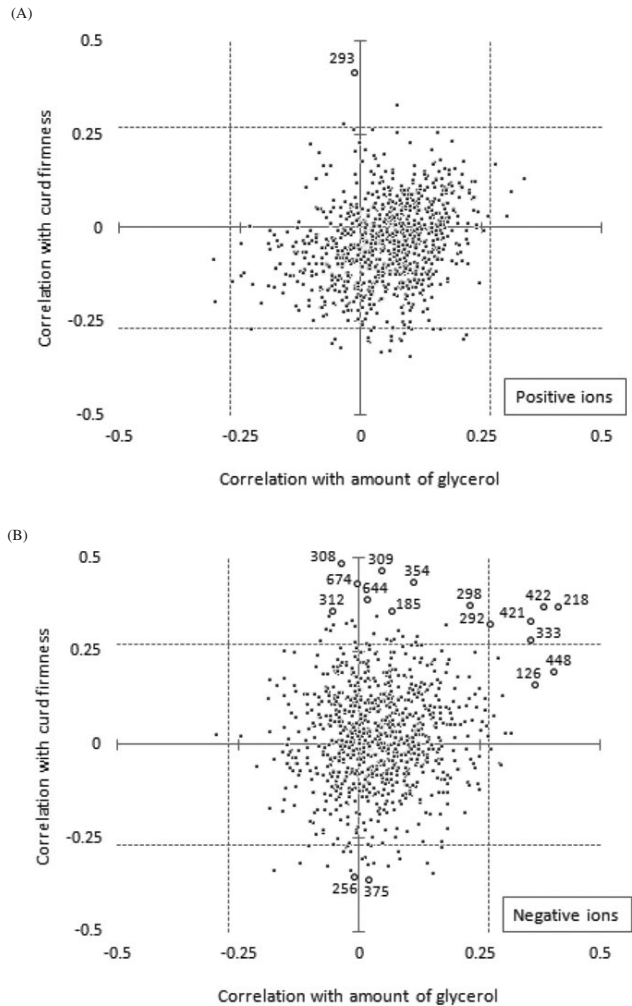 (A)
0.5
293
0.25
0
-0.25
-0.5
Correlation with curd firmness
Positive ions
-0.5 -0.25 0 0.25 0.5
Correlation with amount of glycerol
(B)
0.5
308 309 354
674 644 298 422 218
312 185 292 421
333
0.25
448
126
0
-0.25
256 375
-0.5
Correlation with curd firmness
Negative ions
-0.5 -0.25 0 0.25 0.5
Correlation with amount of glycerol